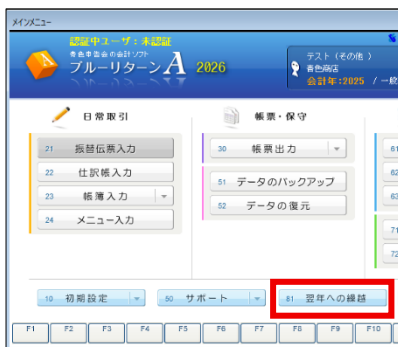 メインメニュー
認証中ユーザ：未認証
青色申告会の会計ソフト
ブルーリターンA 2026
テスト（その他 ）
青色商店
会計年:2025 / 一般
日常取引
帳票・保守
21 振替伝票入力
30 帳票出力
61
22 仕訳帳入力
51 データのバックアップ
62
23 帳簿入力
52 データの復元
63
24 メニュー入力
71
72
10 初期設定
50 サポート
81 翌年への繰越
F1 F2 F3 F4 F5 F6 F7 F8 F9 F10